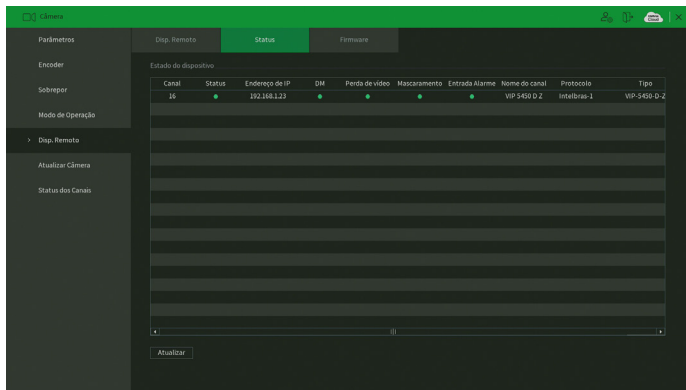 Câmera
Parâmetros
Encoder
Sobrepor
Modo de Operação
> Disp. Remoto
Atualizar Câmera
Status dos Canais
Disp. Remoto Status Firmware
Estado do dispositivo
Canal Status Endereço de IP DM Perda de vídeo Mascaramento Entrada Alarme Nome do canal Protocolo Tipo
16 192.168.1.23 VIP 5450 D Z Intelbras-1 VIP-5450-D-Z
Atualizar